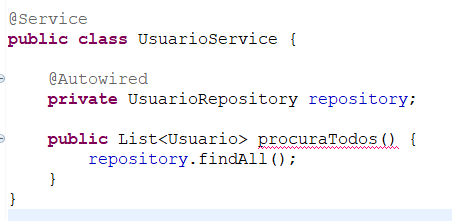 @Service
public class UsuarioService {
@Autowired
private UsuarioRepository repository;
public List<Usuario> procuraTodos() {
repository.findAll();
}
}